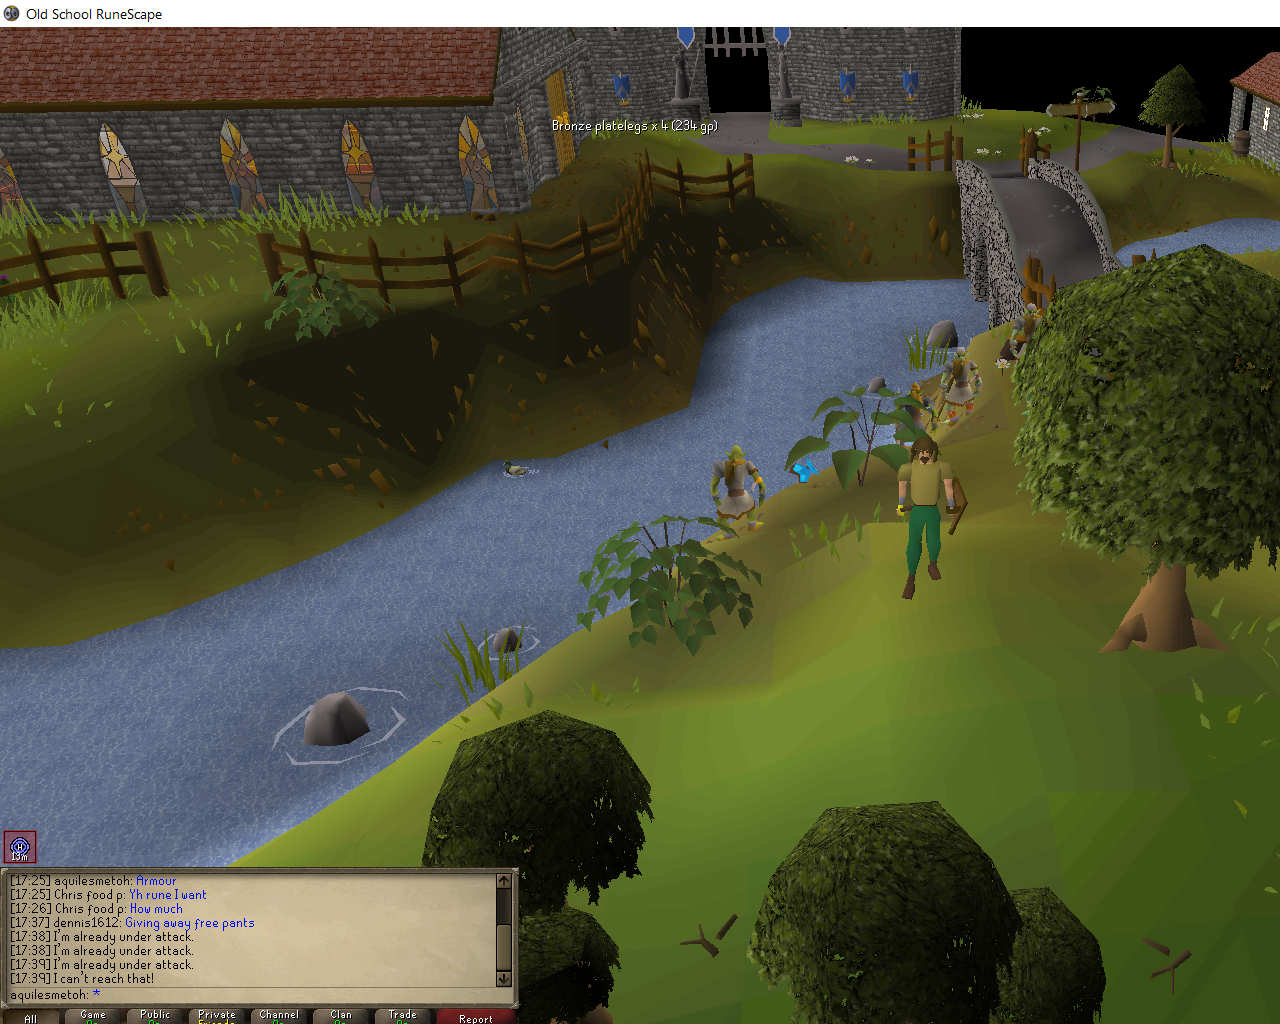 Old School RuneScape
Bronze platelegs x 4 (234 gp)
13m
[17:25] aquilesmetoh: Armour
[17:25] Chris food p: Yh rune I want
[17:26] Chris food p: How much
[17:37] dennis1612: Giving away free pants
[17:38] I'm already under attack.
[17:38] I'm already under attack.
[17:39] I'm already under attack.
[17:39] I can't reach that!
aquilesmetoh: *
All Game Public Private Channel Clan Trade Report